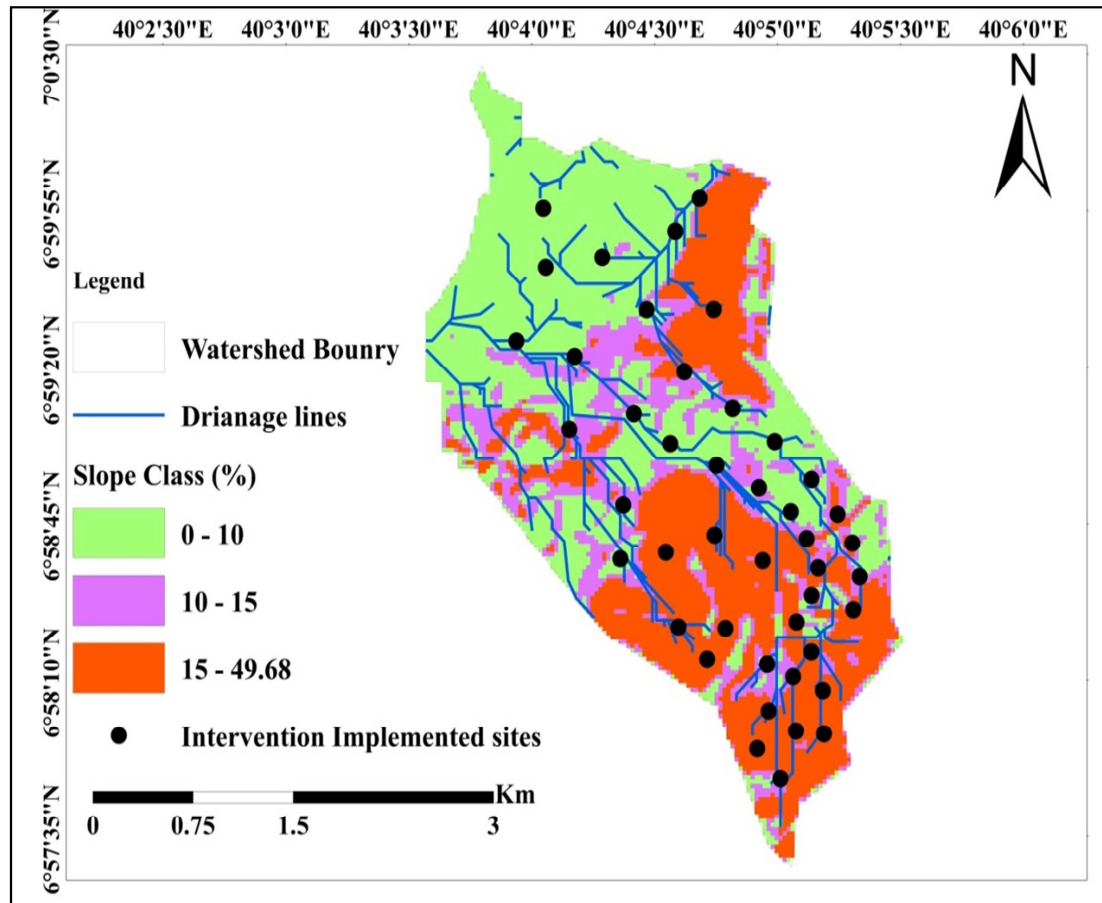 40°2'30"E 40°3'0"E 40°3'30"E 40°4'0"E 40°4'30"E 40°5'0"E 40°5'30"E 40°6'0"E
7°0'30"N
6°59'55"N
6°59'20"N
6°58'45"N
6°58'10"N
6°57'35"N
N
Legend
Watershed Bounry
Drianage lines
Slope Class (%)
0 - 10
10 - 15
15 - 49.68
Intervention Implemented sites
Km
0 0.75 1.5 3